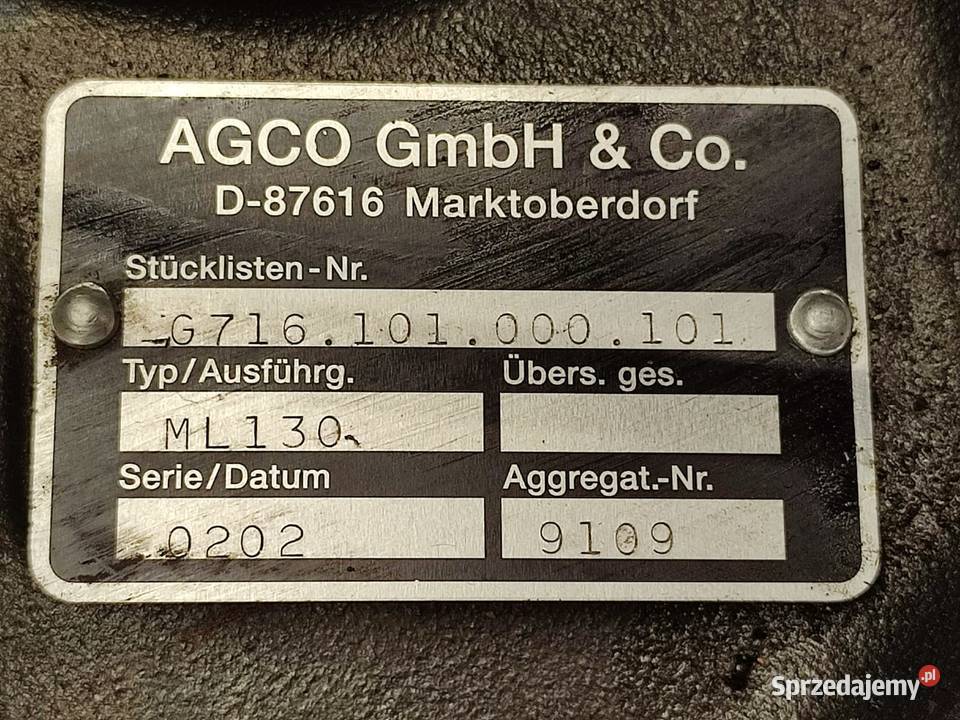 AGCO GmbH & Co.
D-87616 Marktoberdorf
Stücklisten-Nr.
G716.101.000.101
Typ/Ausführg.
Übers. ges.
ML130
Serie/Datum
Aggregat.-Nr.
0202
9109
Sprzedajemy.pl